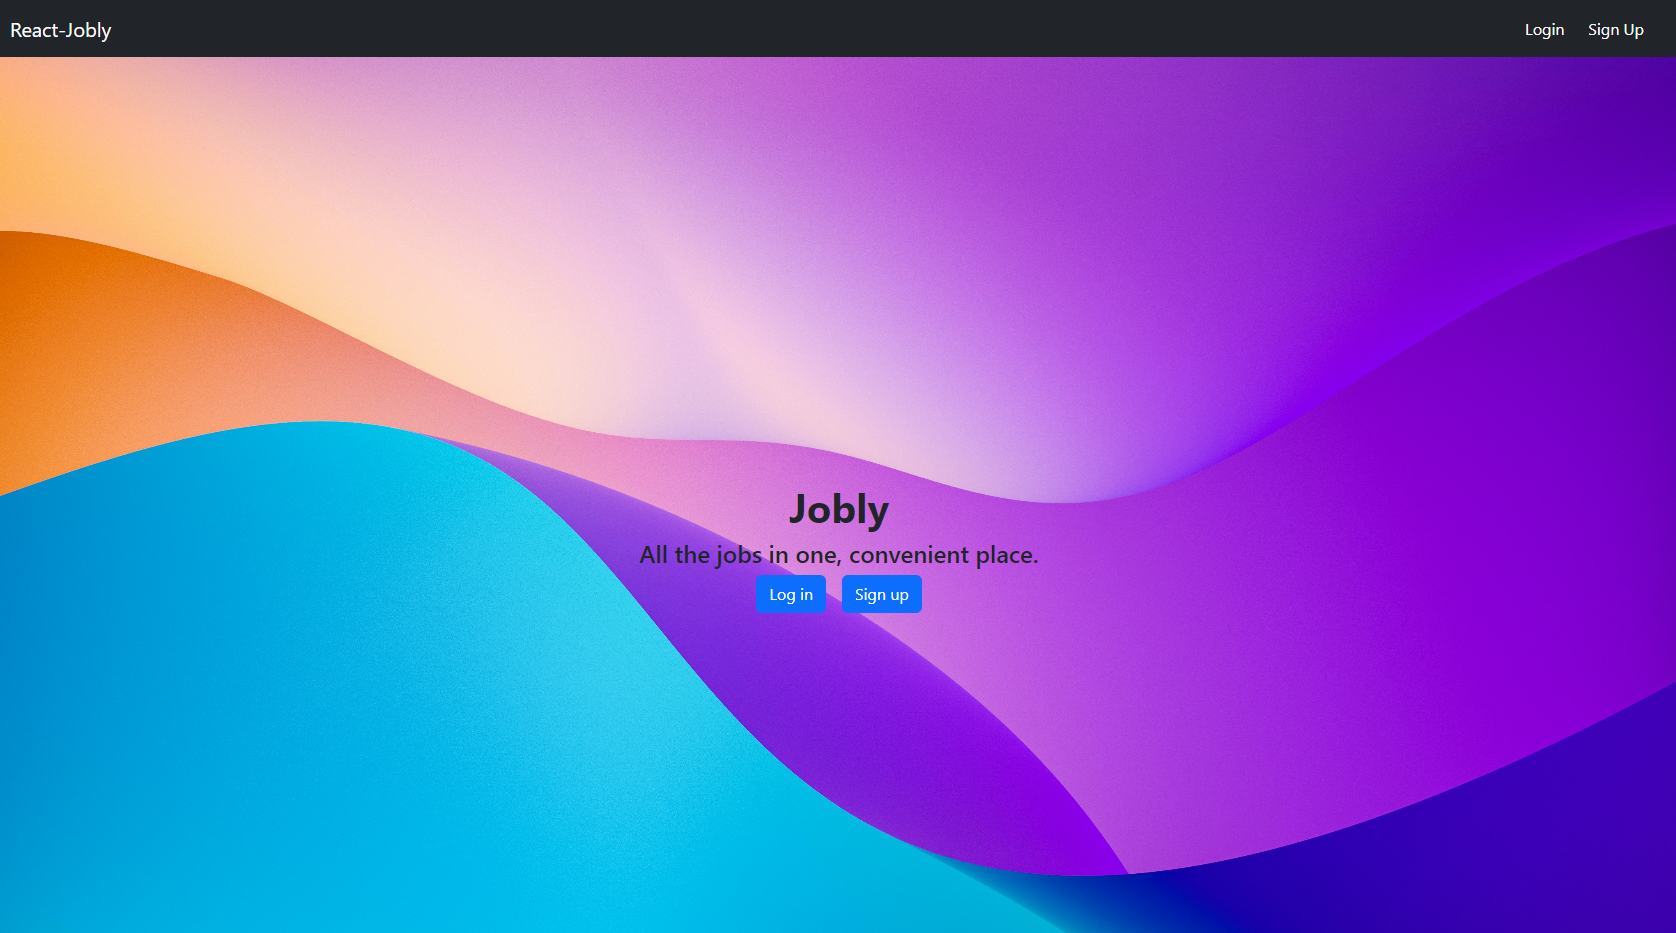 React-Jobly
Login
Sign Up
Jobly
All the jobs in one, convenient place.
Log in
Sign up